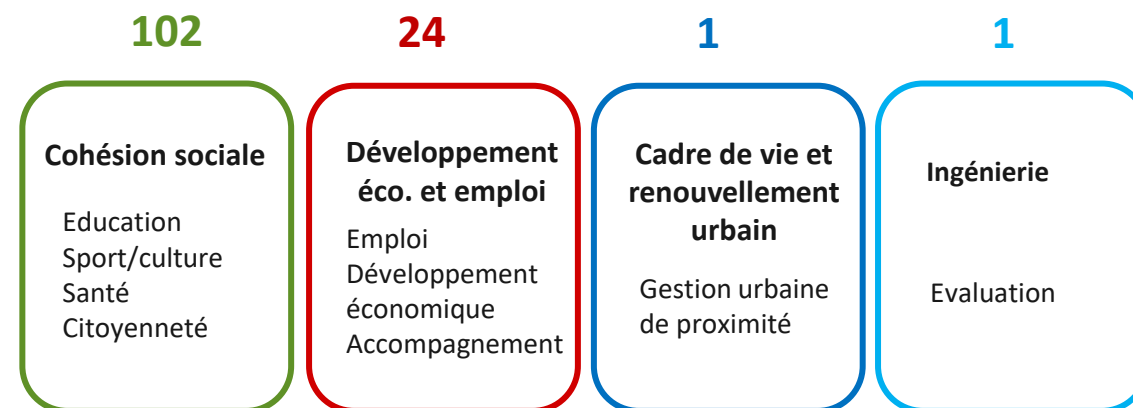 102
24
1
1
Cohésion sociale
Education
Sport/culture
Santé
Citoyenneté
Développement
éco. et emploi
Emploi
Développement
économique
Accompagnement
Cadre de vie et
renouvellement
urbain
Gestion urbaine
de proximité
Ingénierie
Evaluation